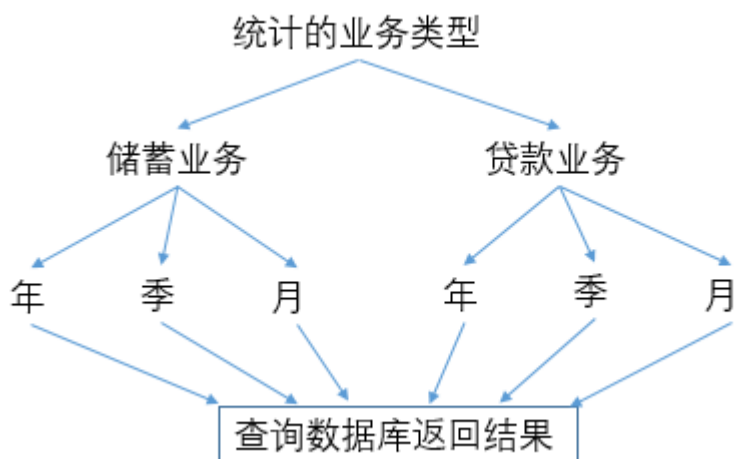 统计的业务类型
储蓄业务 贷款业务
年 季 月 年 季 月
查询数据库返回结果